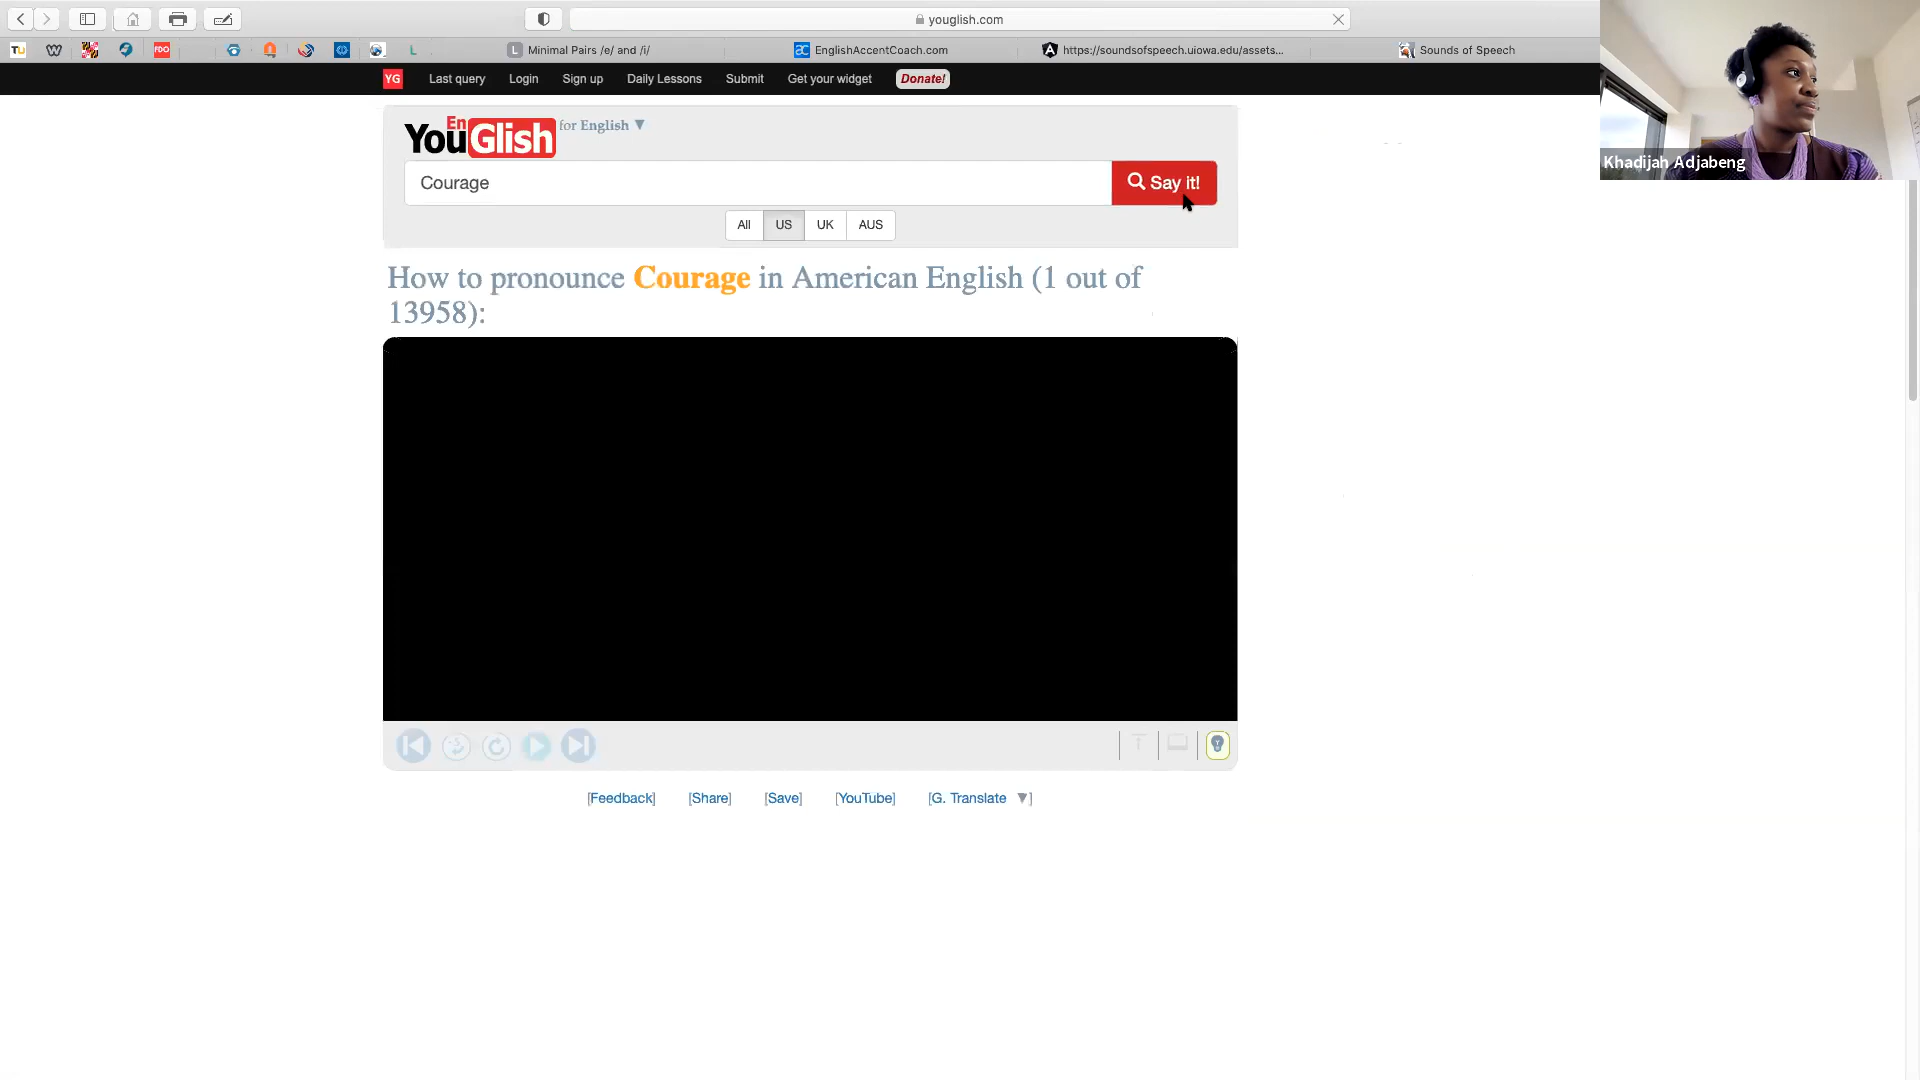 youglish.com
TU
W
FDO
L
L
Minimal Pairs /e/ and /i/
aC
EnglishAccentCoach.com
A
https://soundsofspeech.uiowa.edu/assets...
Sounds of Speech
YG
Last query
Login
Sign up
Daily Lessons
Submit
Get your widget
Donate!
YouGlish
En
for English ▼
Courage
Say it!
All
US
UK
AUS
How to pronounce Courage in American English (1 out of
13958):
[Feedback]
[Share]
[Save]
[YouTube]
[G. Translate ▼]
Khadijah Adjabeng